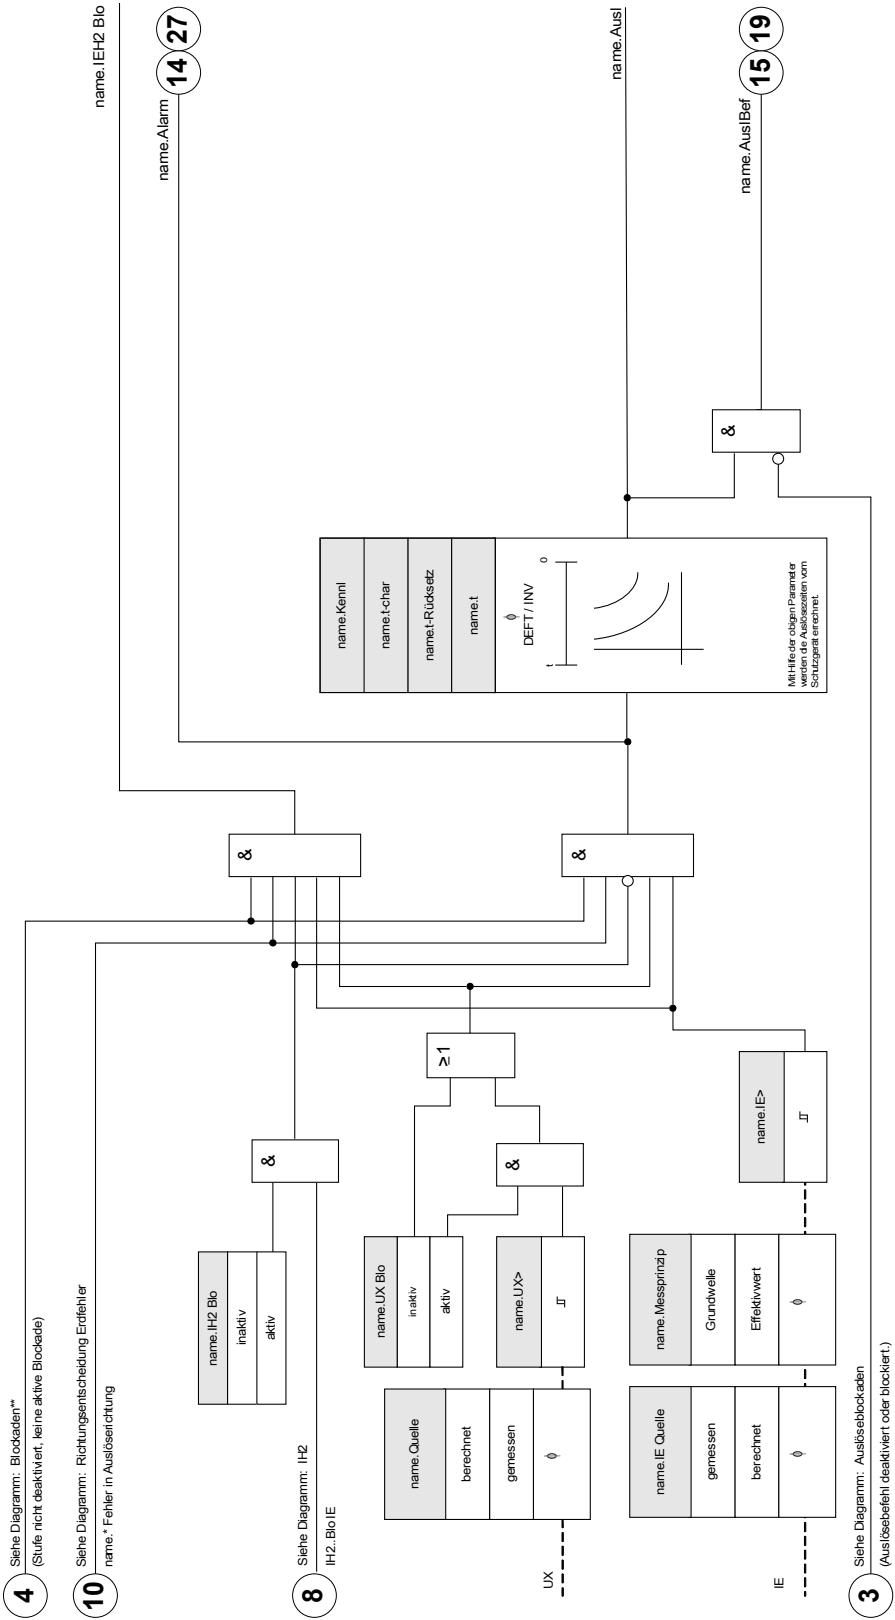 4
Siehe Diagramm: Blockaden**
(Stufe nicht deaktiviert, keine aktive Blockade)
10
Siehe Diagramm: Richtungsentscheidung Erdfehler
name.* Fehler in Auslöserichtung
name.IH2 Blo
inaktiv
aktiv
8
Siehe Diagramm: IH2
IH2.Blo IE
&
&
name.IEH2 Blo
name.Alarm
14
27
name.UX Blo
inaktiv
aktiv
≥1
&
name.Quelle
berechnet
gemessen
φ
name.UX>
UX
&
name.Kennl
name.t-char
name.t-Rücksetz
name.t
φ
DEFT / INV
t
0
Mit Hilfe der obigen Parameter
werden die Auslösezeiten vom
Schutzgerät errechnet.
name.Ausl
name.IE Quelle
gemessen
berechnet
φ
name.Messprinzip
Grundwelle
Effektivwert
φ
name.IE>
IE
&
name.AuslBef
15
19
3
Siehe Diagramm: Auslöseblockaden
(Auslösebefehl deaktiviert oder blockiert.)